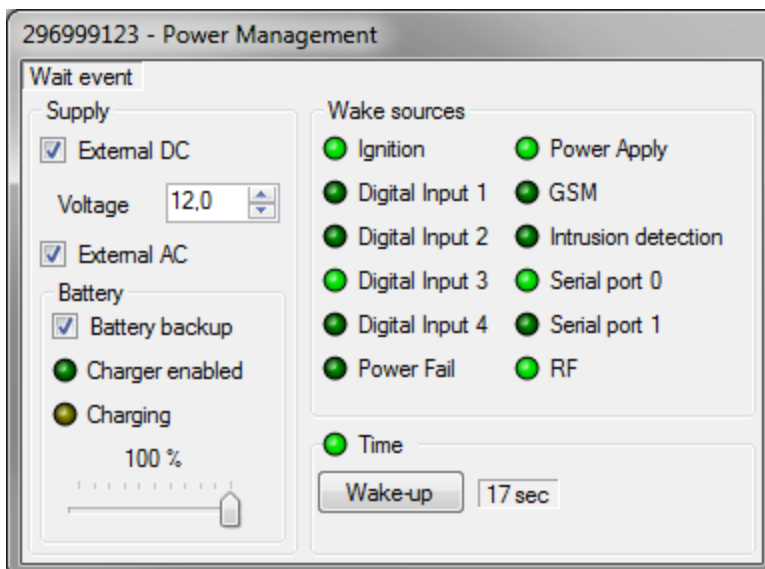 296999123 - Power Management
Wait event
Supply
External DC
Voltage 12,0
External AC
Battery
Battery backup
Charger enabled
Charging
100 %
Wake sources
Ignition Power Apply
Digital Input 1 GSM
Digital Input 2 Intrusion detection
Digital Input 3 Serial port 0
Digital Input 4 Serial port 1
Power Fail RF
Time
Wake-up 17 sec